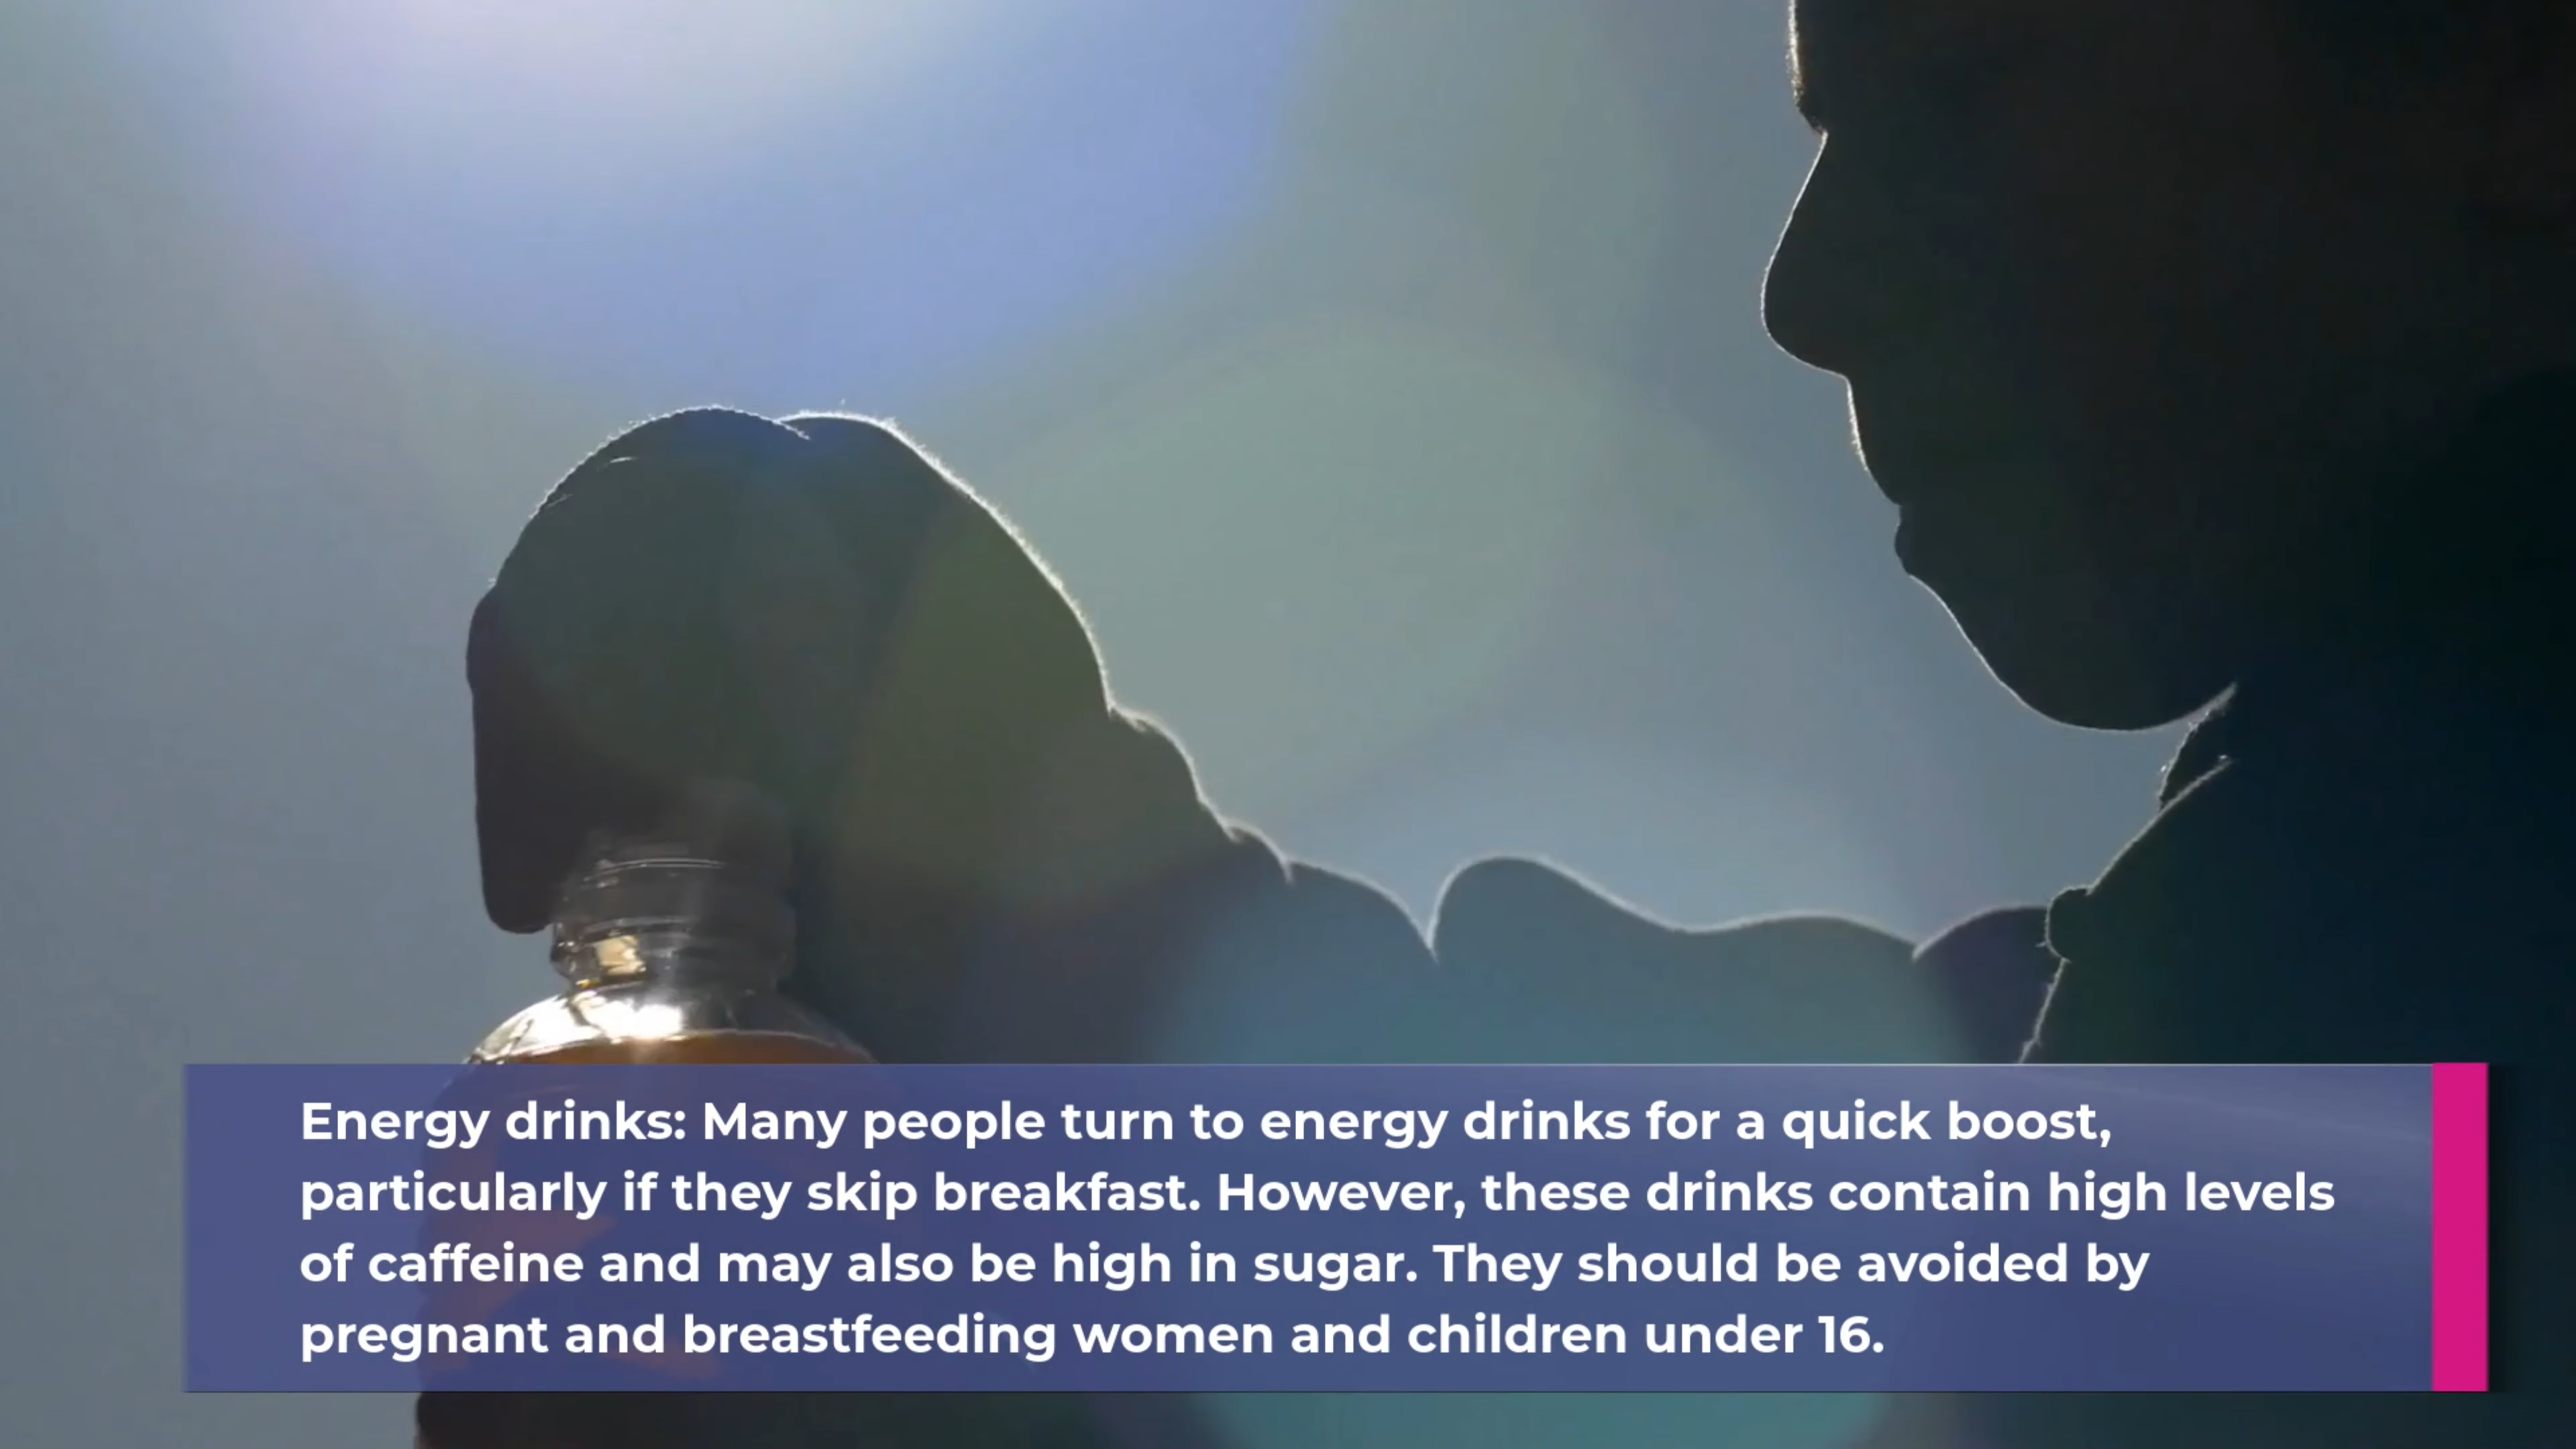 Energy drinks: Many people turn to energy drinks for a quick boost,
particularly if they skip breakfast. However, these drinks contain high levels
of caffeine and may also be high in sugar. They should be avoided by
pregnant and breastfeeding women and children under 16.